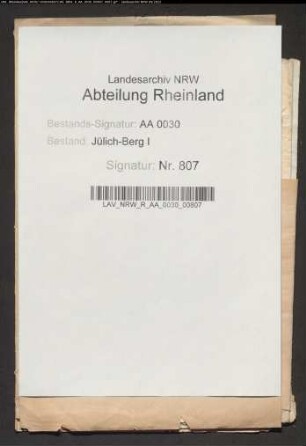 Landesarchiv NRW
Abteilung Rheinland
Bestands-Signatur: AA 0030
Bestand: Jülich-Berg I
Signatur: Nr. 807
LAV_NRW_R_AA_0030_00807